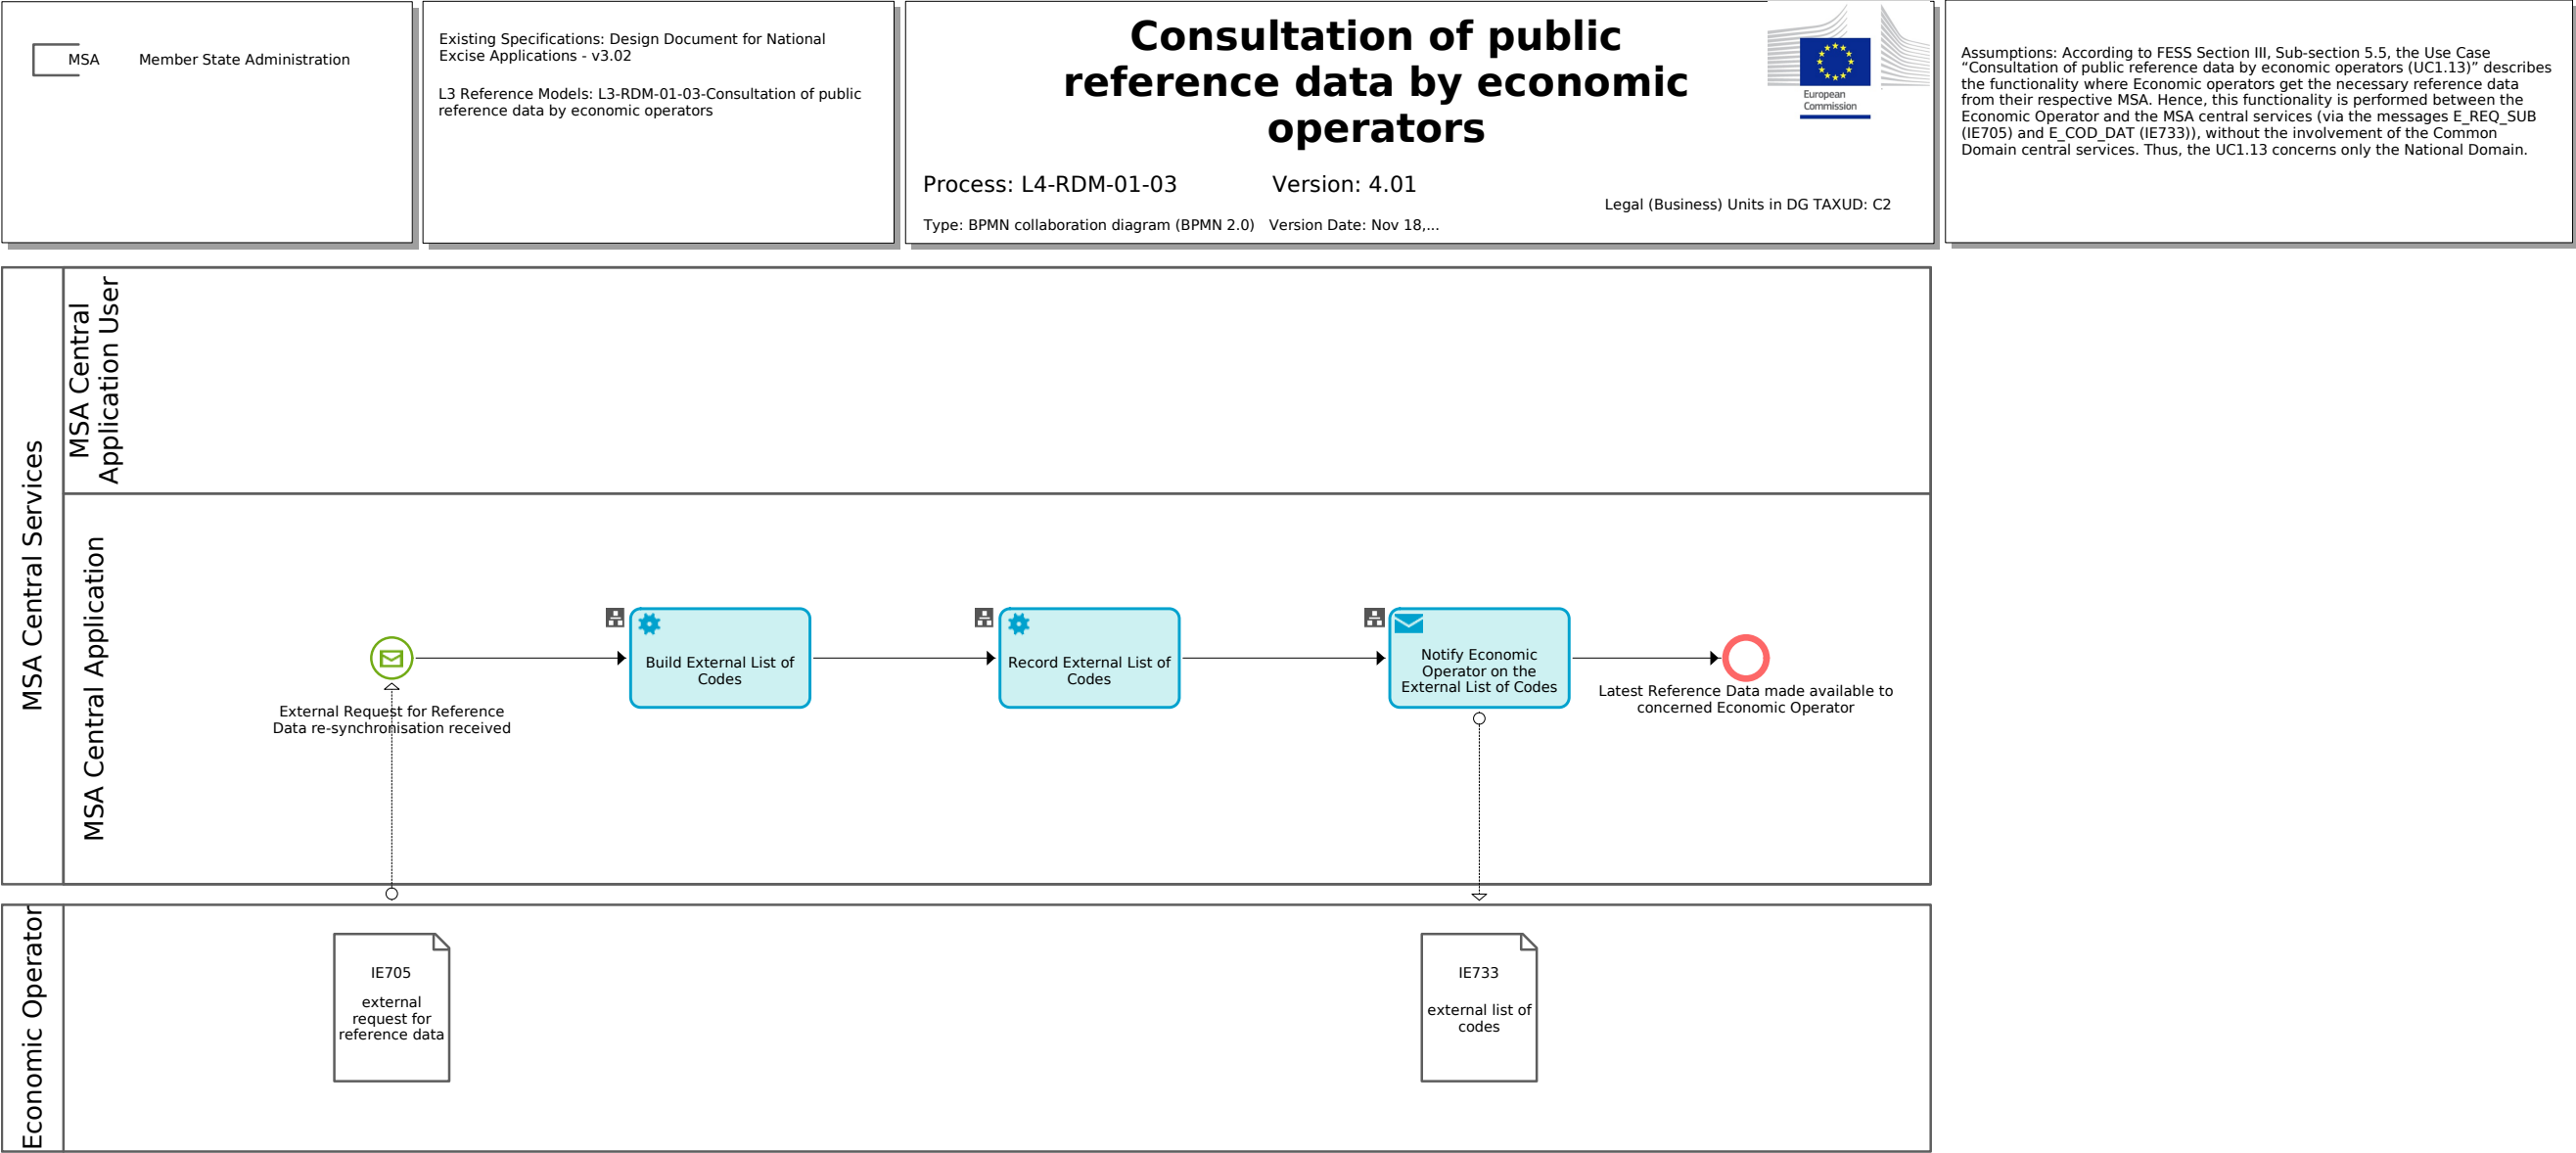 MSA Member State Administration
Existing Specifications: Design Document for National
Excise Applications - v3.02
L3 Reference Models: L3-RDM-01-03-Consultation of public
reference data by economic operators
Consultation of public
reference data by economic
operators
European
Commission
Process: L4-RDM-01-03 Version: 4.01
Legal (Business) Units in DG TAXUD: C2
Type: BPMN collaboration diagram (BPMN 2.0) Version Date: Nov 18,...
Assumptions: According to FESS Section III, Sub-section 5.5, the Use Case
“Consultation of public reference data by economic operators (UC1.13)” describes
the functionality where Economic operators get the necessary reference data
from their respective MSA. Hence, this functionality is performed between the
Economic Operator and the MSA central services (via the messages E_REQ_SUB
(IE705) and E_COD_DAT (IE733)), without the involvement of the Common
Domain central services. Thus, the UC1.13 concerns only the National Domain.
MSA Central Services
MSA Central
Application User
MSA Central Application
External Request for Reference
Data re-synchronisation received
Build External List of
Codes
Record External List of
Codes
Notify Economic
Operator on the
External List of Codes
Latest Reference Data made available to
concerned Economic Operator
Economic Operator
IE705
external
request for
reference data
IE733
external list of
codes